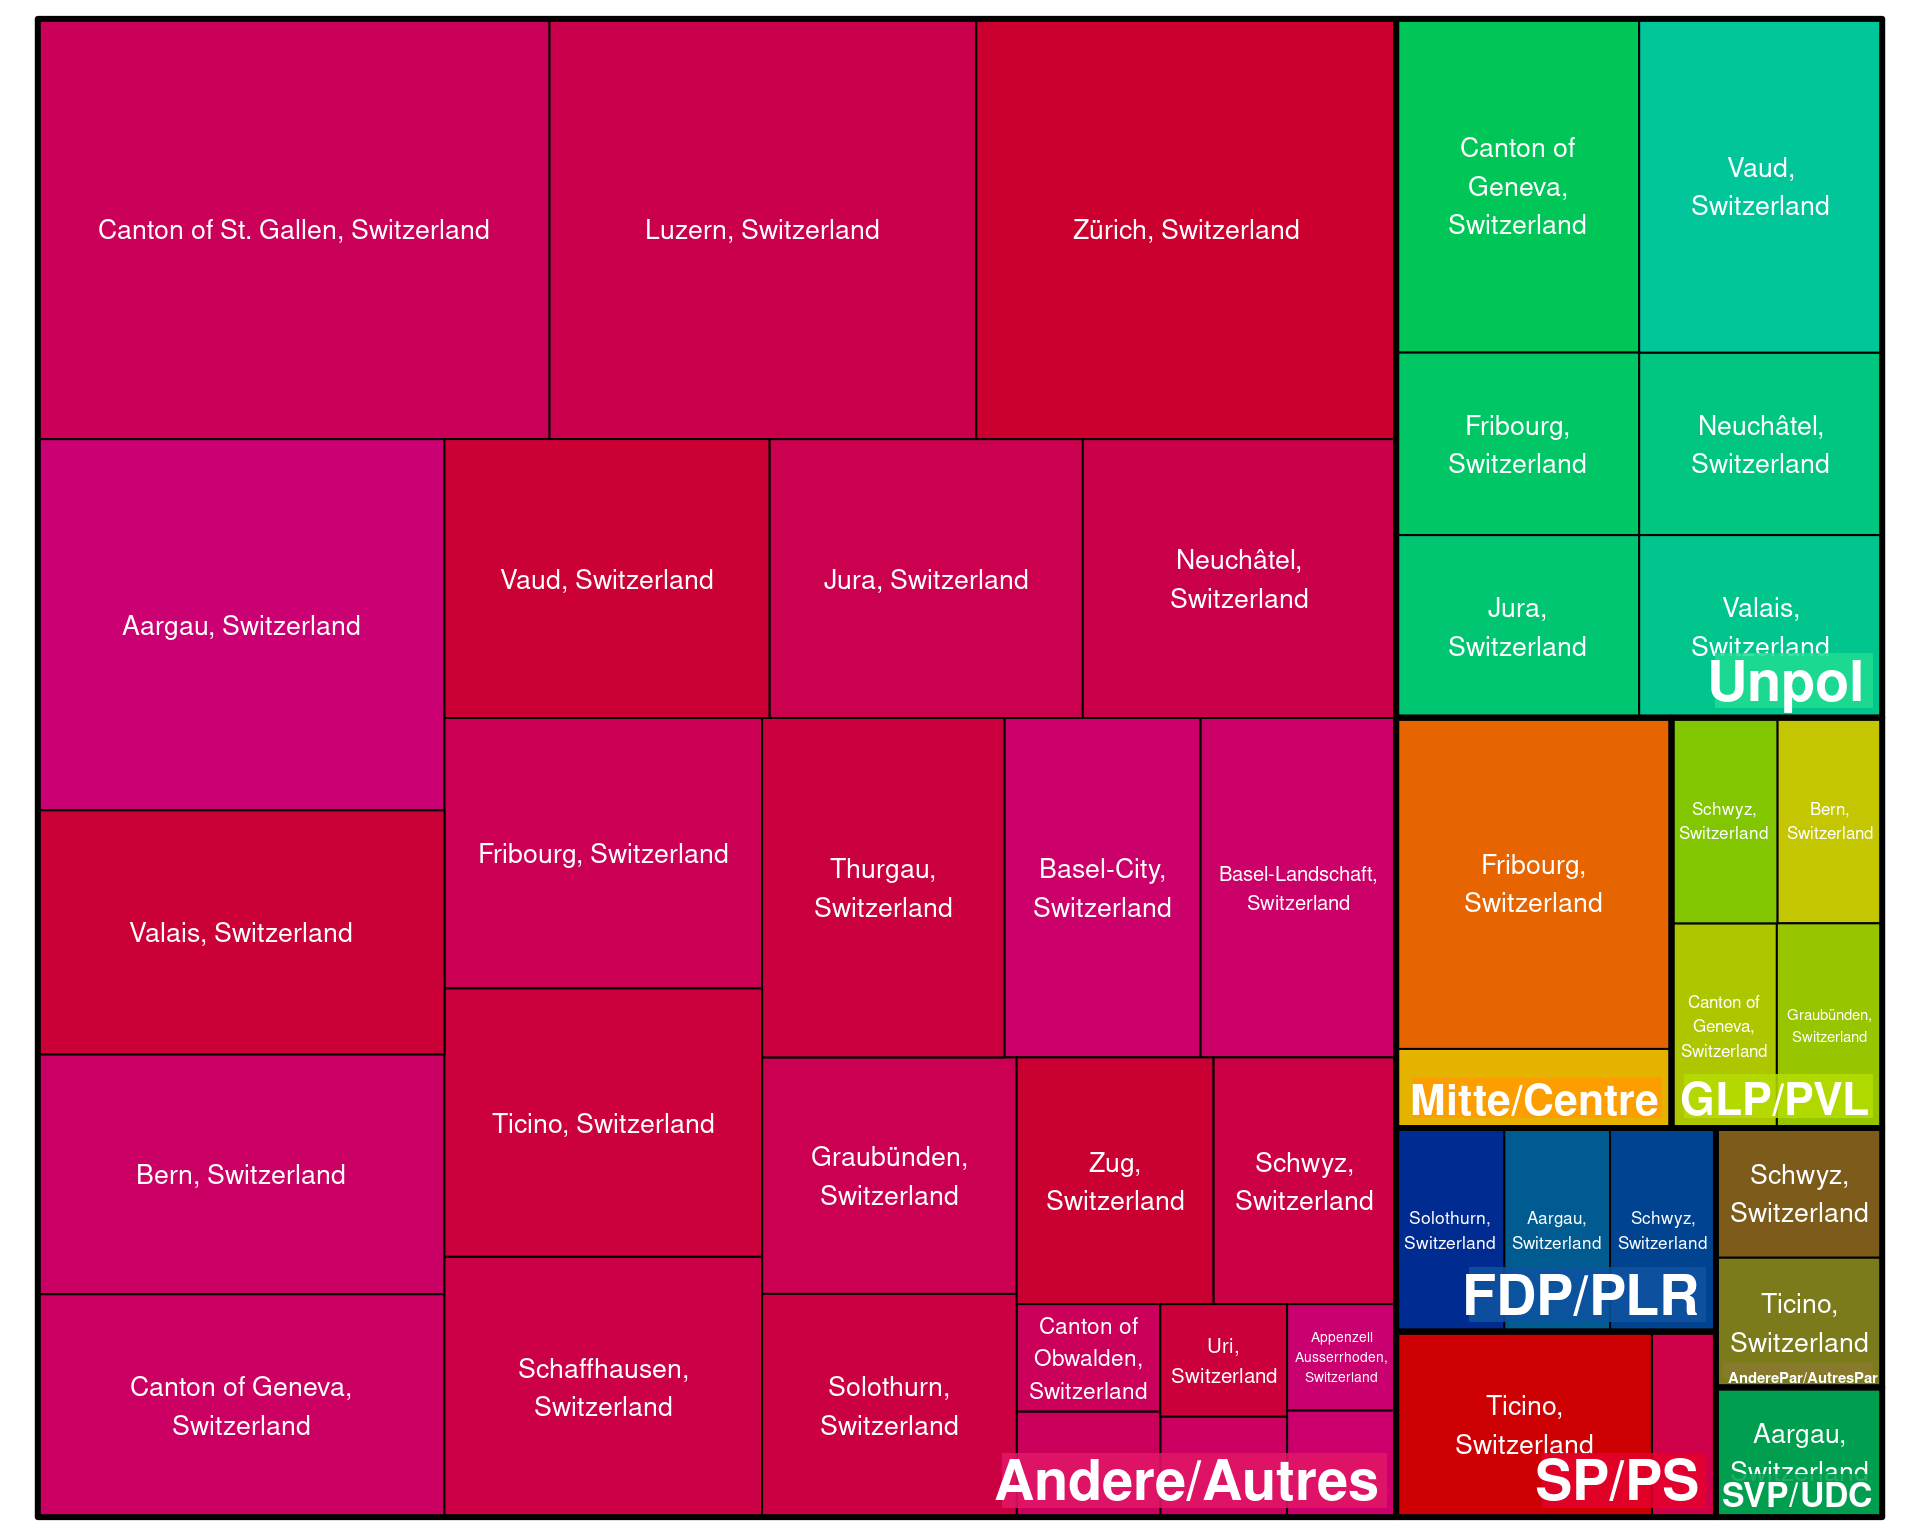 Canton of St. Gallen, Switzerland
Luzern, Switzerland
Zürich, Switzerland
Aargau, Switzerland
Vaud, Switzerland
Jura, Switzerland
Neuchâtel,
Switzerland
Valais, Switzerland
Fribourg, Switzerland
Thurgau,
Switzerland
Basel-City,
Switzerland
Basel-Landschaft,
Switzerland
Bern, Switzerland
Ticino, Switzerland
Graubünden,
Switzerland
Zug,
Switzerland
Schwyz,
Switzerland
Canton of Geneva,
Switzerland
Schaffhausen,
Switzerland
Solothurn,
Switzerland
Canton of
Obwalden,
Switzerland
Uri,
Switzerland
Appenzell
Ausserrhoden,
Switzerland
Andere/Autres
Canton of
Geneva,
Switzerland
Vaud,
Switzerland
Fribourg,
Switzerland
Neuchâtel,
Switzerland
Jura,
Switzerland
Valais,
Switzerland
Unpol
Fribourg,
Switzerland
Mitte/Centre
Schwyz,
Switzerland
Bern,
Switzerland
Canton of
Geneva,
Switzerland
Graubünden,
Switzerland
GLP/PVL
Solothurn,
Switzerland
Aargau,
Switzerland
Schwyz,
Switzerland
FDP/PLR
Schwyz,
Switzerland
Ticino,
Switzerland
AnderePar/AutresPar
Ticino,
Switzerland
SP/PS
Aargau,
Switzerland
SVP/UDC